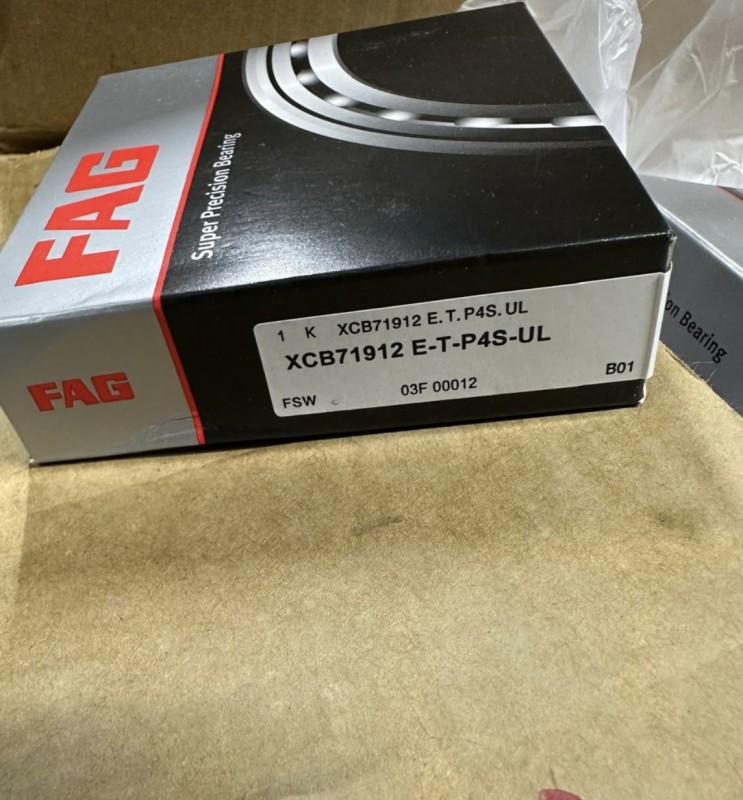 FAG
Super Precision Bearing
FAG
1 K XCB71912 E.T.P4S.UL
XCB71912 E-T-P4S-UL
FSW 03F 00012 B01
on Bearing